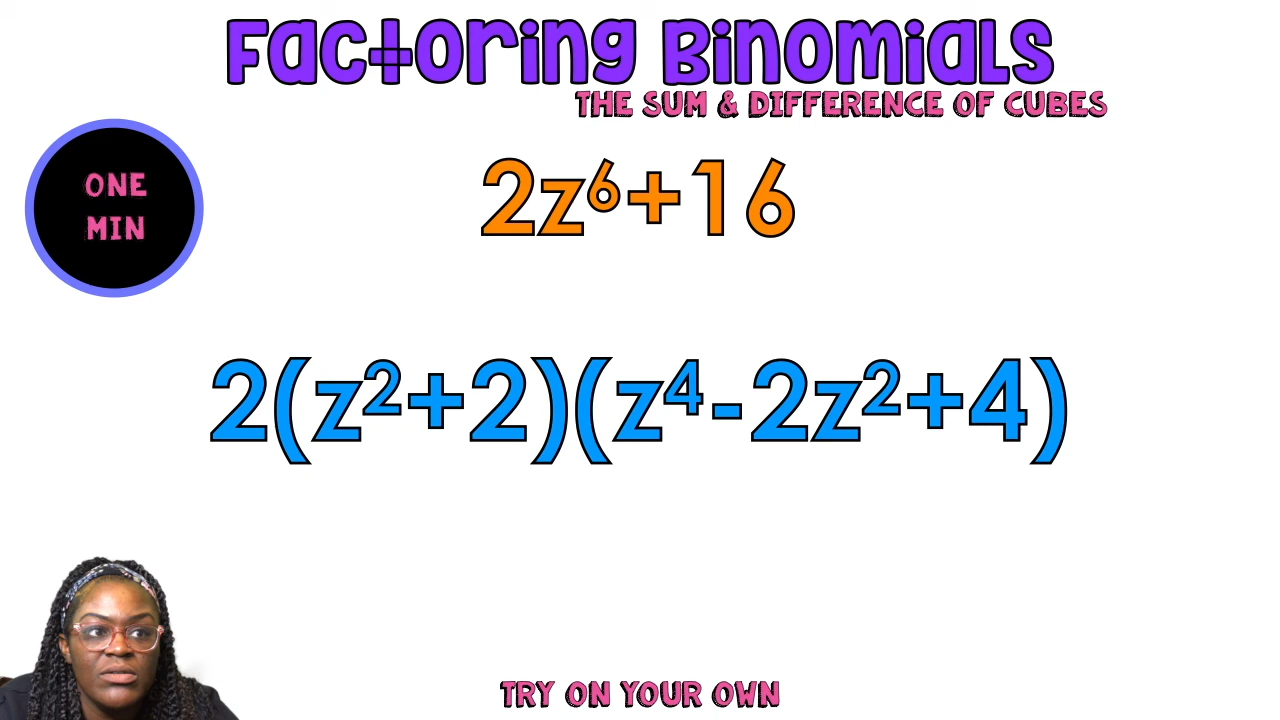 Factoring Binomials
THE SUM & DIFFERENCE OF CUBES
ONE
MIN
2z⁶+16
2(z²+2)(z⁴-2z²+4)
TRY ON YOUR OWN